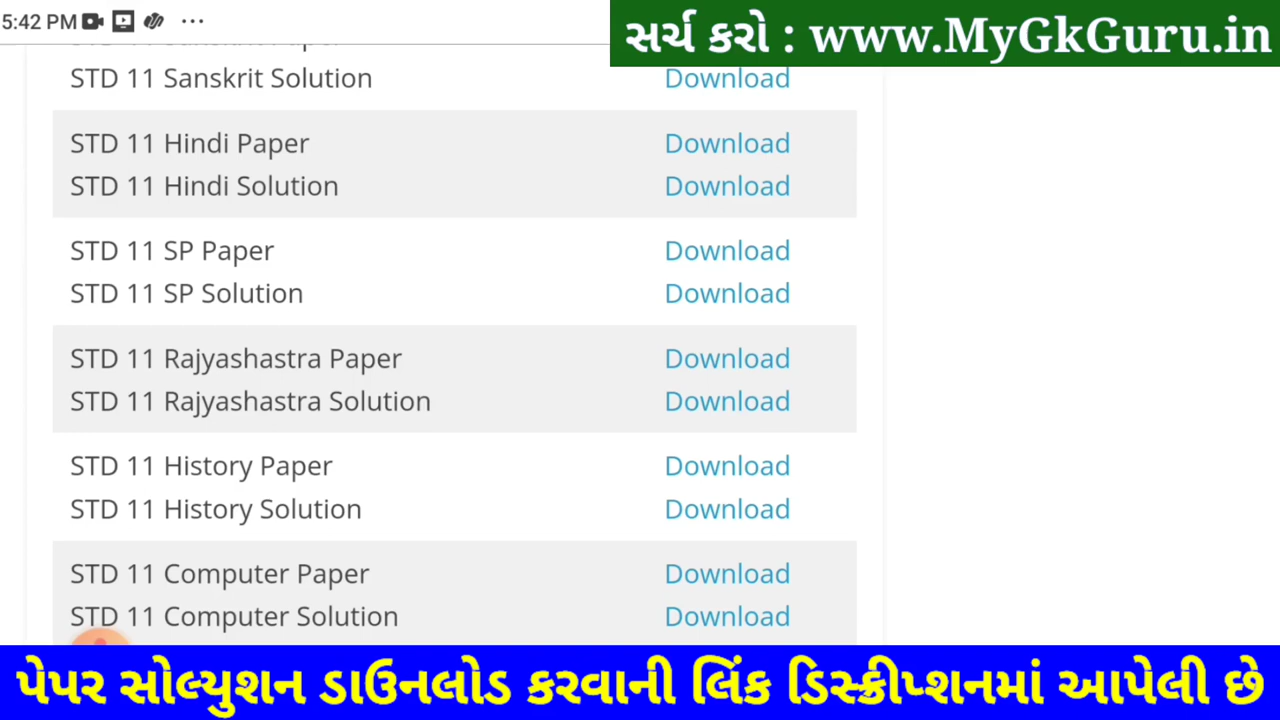 5:42 PM
સર્ચ કરો : www.MyGkGuru.in
STD 11 Sanskrit Solution Download
STD 11 Hindi Paper Download
STD 11 Hindi Solution Download
STD 11 SP Paper Download
STD 11 SP Solution Download
STD 11 Rajyashastra Paper Download
STD 11 Rajyashastra Solution Download
STD 11 History Paper Download
STD 11 History Solution Download
STD 11 Computer Paper Download
STD 11 Computer Solution Download
પેપર સોલ્યુશન ડાઉનલોડ કરવાની લિંક ડિસ્ક્રીપ્શનમાં આપેલી છે